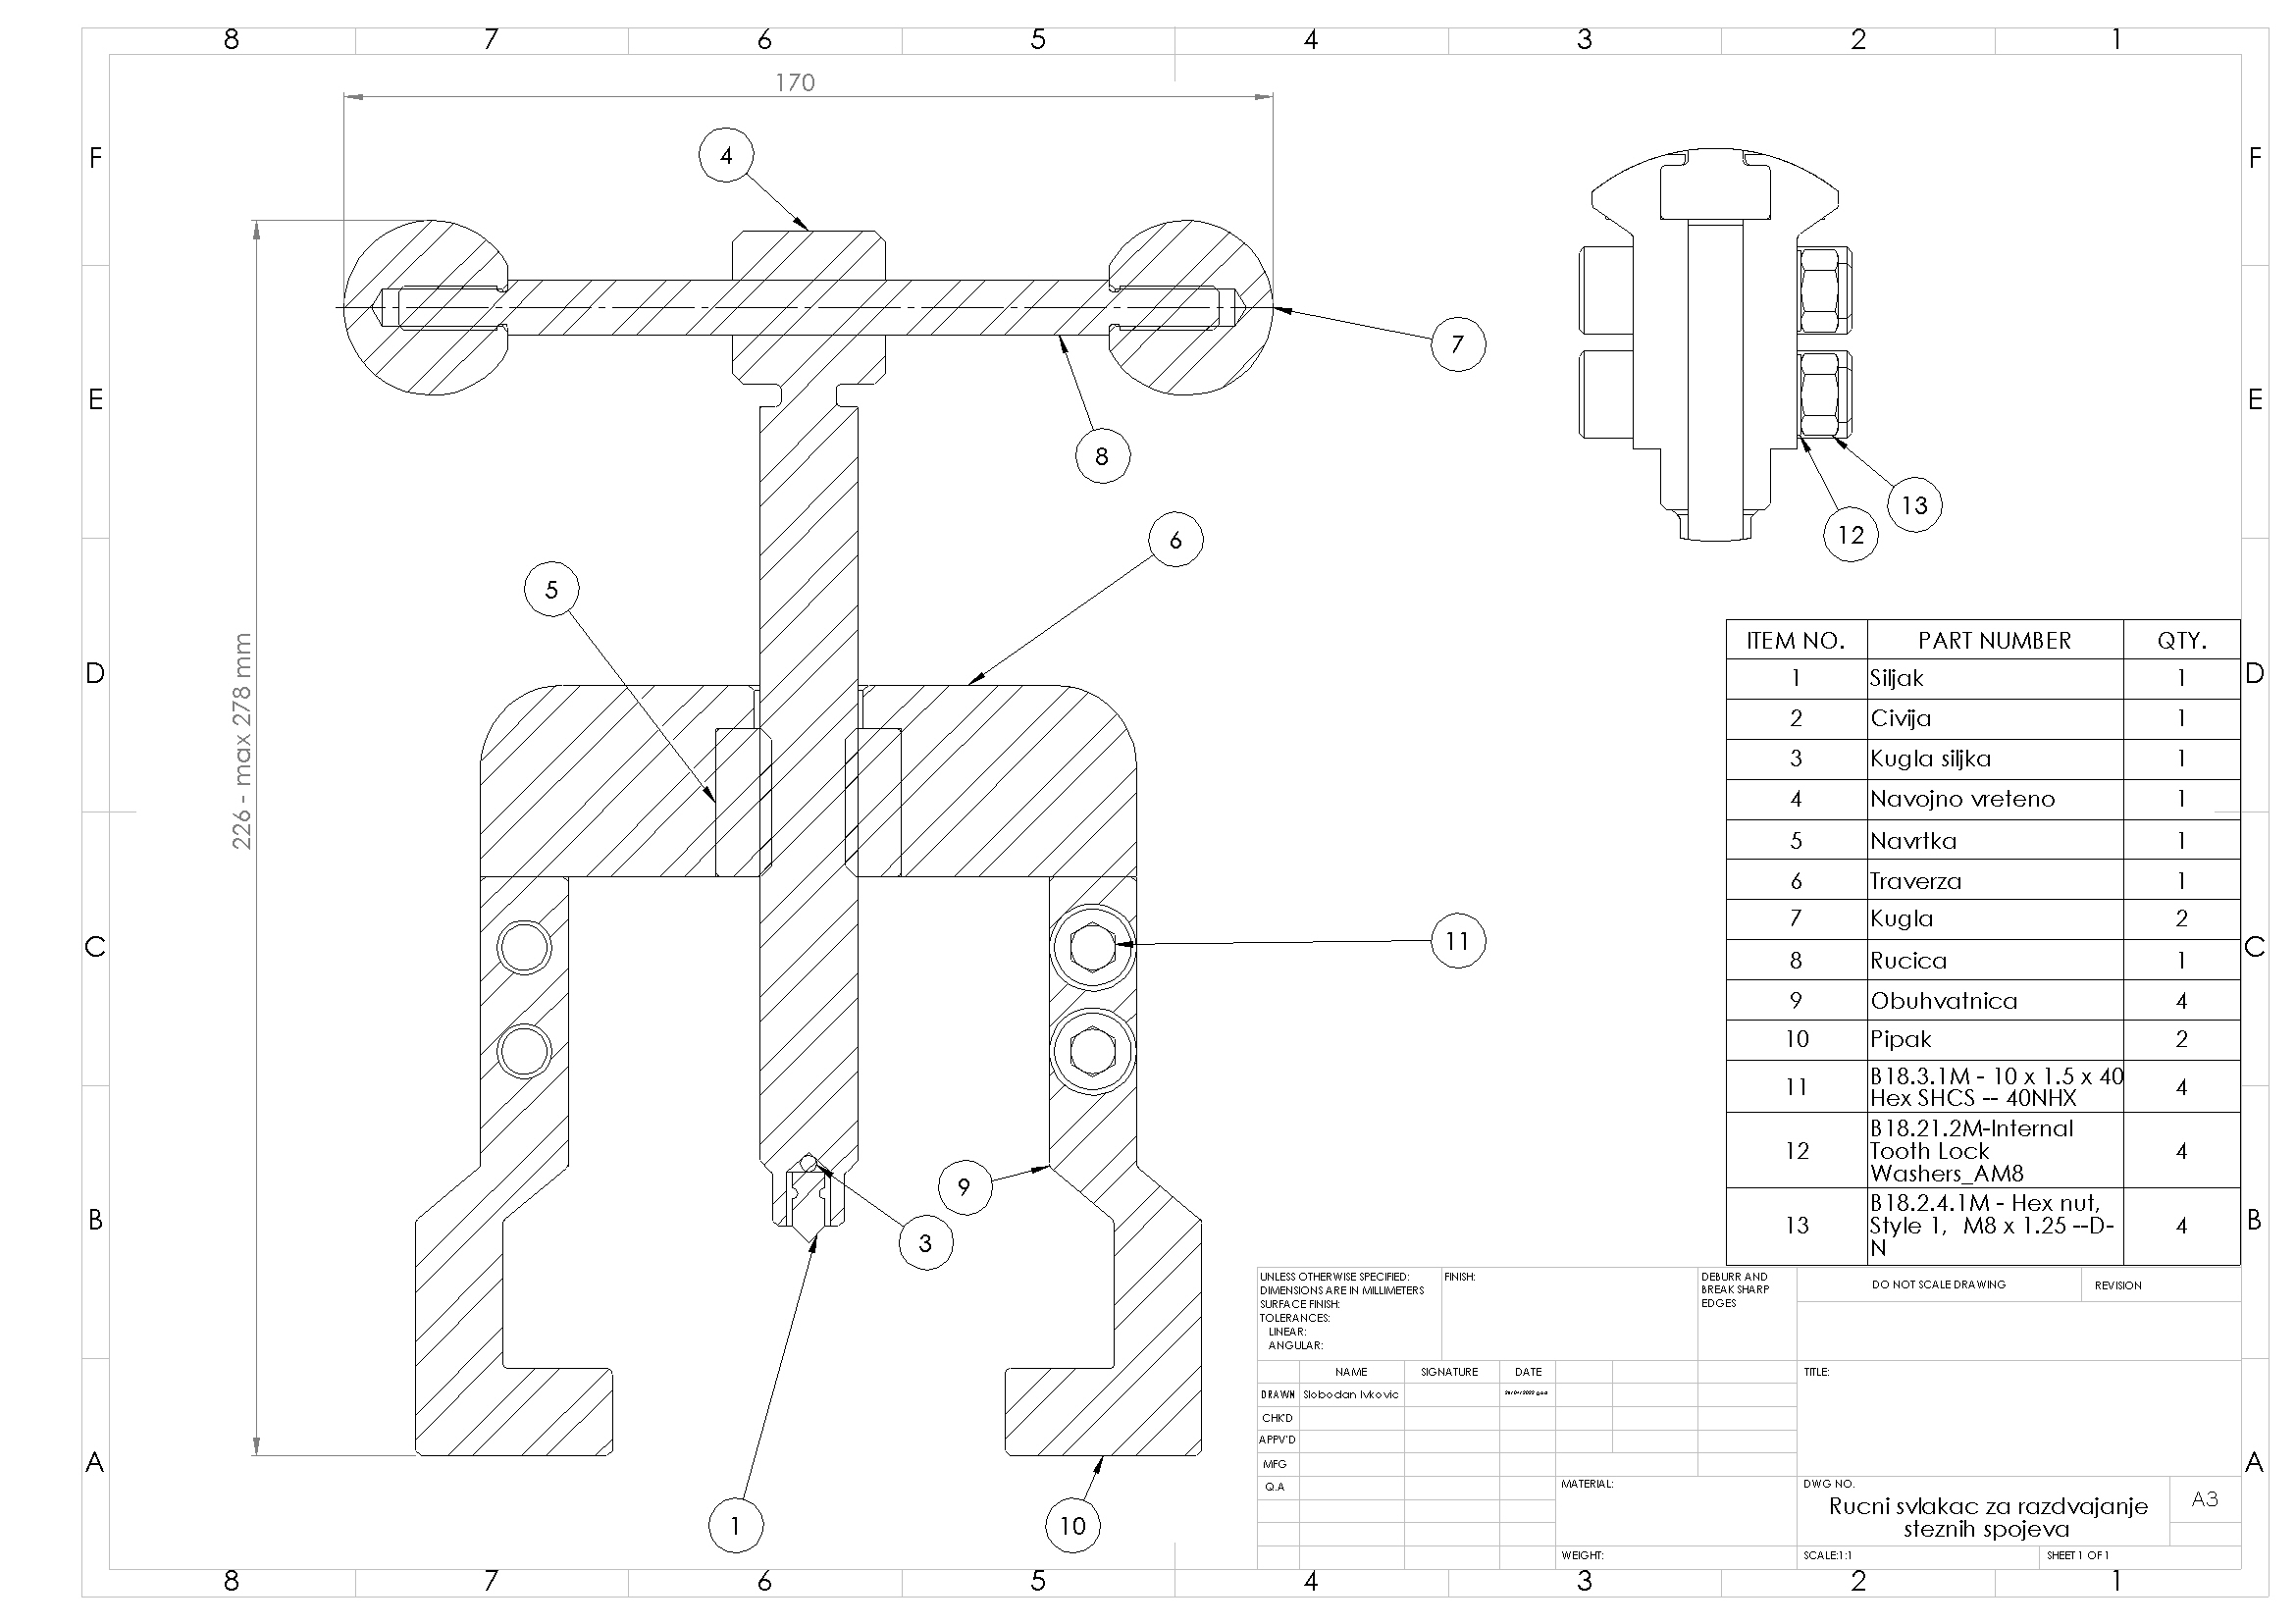 8 7 6 5 4 3 2 1
170
F F
4
7
E E
8
13
12
6
5
226 - max 278 mm
D D
ITEM NO. PART NUMBER QTY.
1 Siljak 1
2 Civija 1
3 Kugla siljka 1
4 Navojno vreteno 1
5 Navrtka 1
6 Traverza 1
7 Kugla 2
8 Rucica 1
9 Obuhvatnica 4
10 Pipak 2
11 B18.3.1M - 10 x 1.5 x 40
Hex SHCS -- 40NHX 4
12 B18.21.2M-Internal
Tooth Lock
Washers_AM8 4
13 B18.2.4.1M - Hex nut,
Style 1, M8 x 1.25 --D-
N 4
C C
11
9
B B
3
1
10
A A
UNLESS OTHERWISE SPECIFIED:
DIMENSIONS ARE IN MILLIMETERS
SURFACE FINISH:
TOLERANCES:
LINEAR:
ANGULAR:
FINISH:
DEBURR AND
BREAK SHARP
EDGES
DO NOT SCALE DRAWING
REVISION
NAME SIGNATURE DATE
DRAWN Slobodan Ivkovic
CHK'D
APPV'D
MFG
Q.A
TITLE:
MATERIAL:
DWG NO.
Rucni svlakac za razdvajanje
steznih spojeva
A3
WEIGHT:
SCALE:1:1
SHEET 1 OF 1
8 7 6 5 4 3 2 1